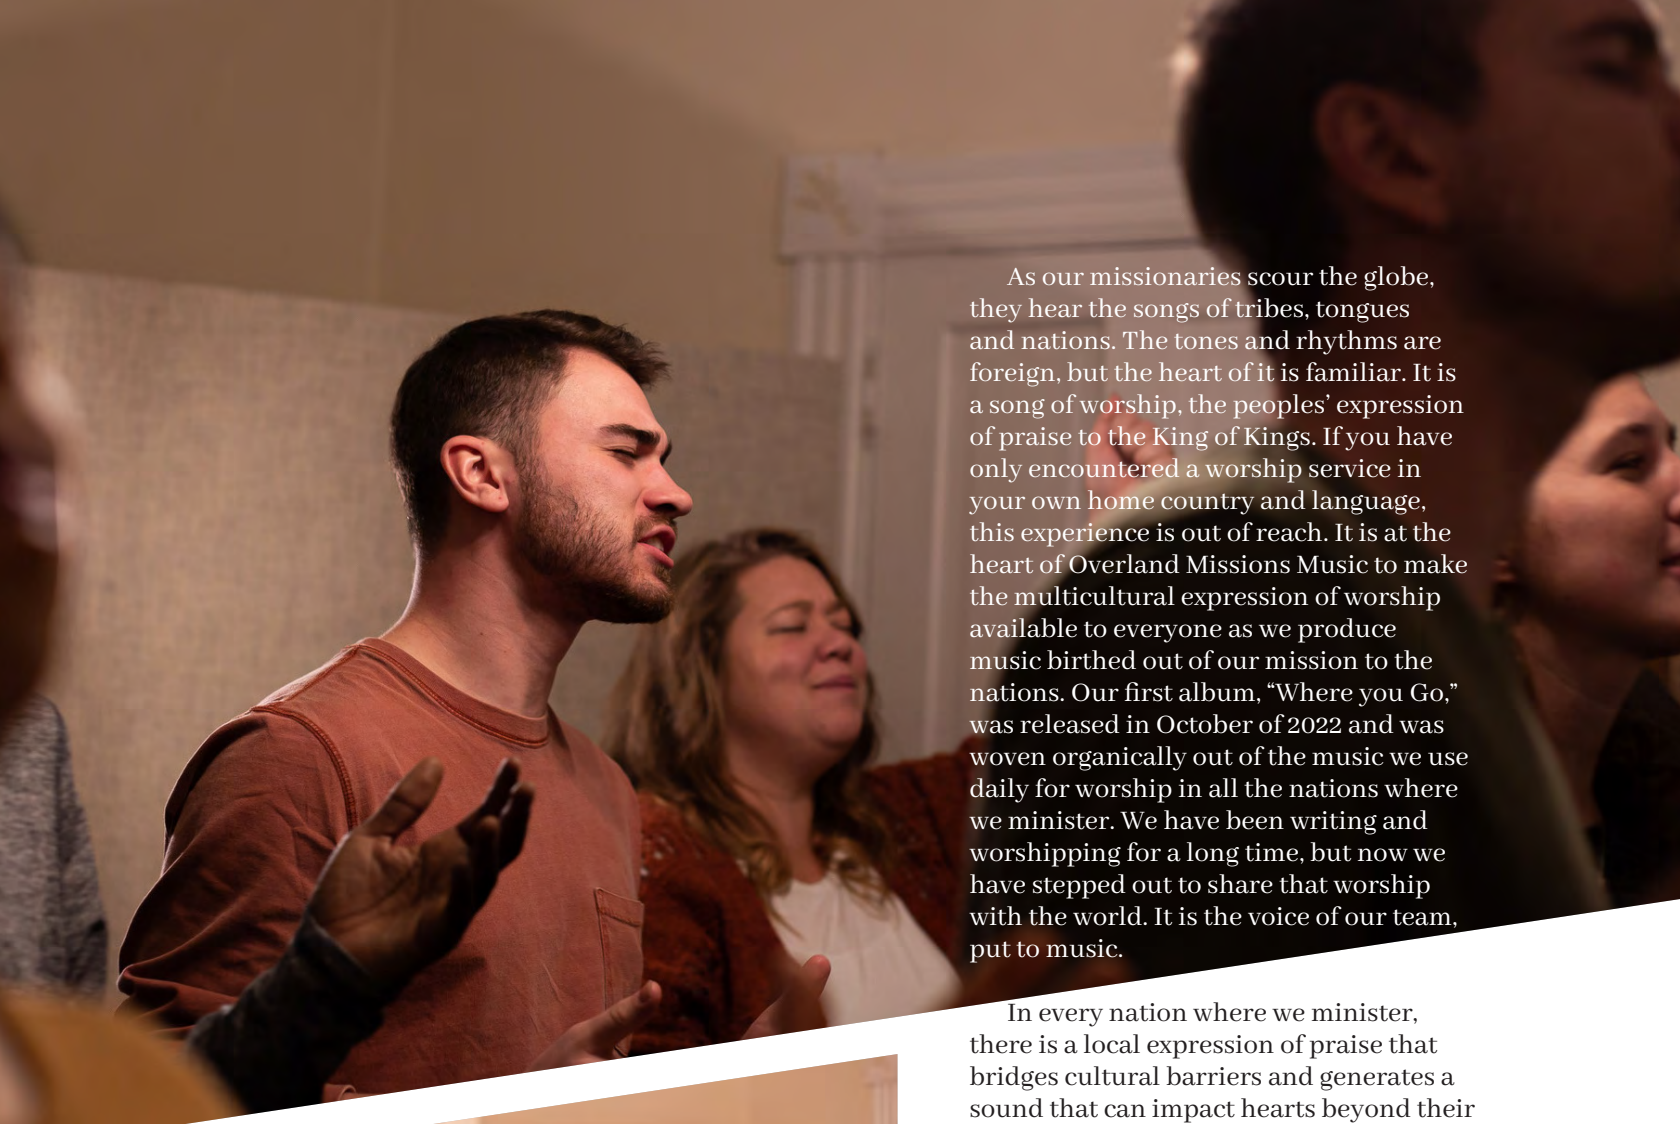 As our missionaries scour the globe,
they hear the songs of tribes, tongues
and nations. The tones and rhythms are
foreign, but the heart of it is familiar. It is
a song of worship, the peoples’ expression
of praise to the King of Kings. If you have
only encountered a worship service in
your own home country and language,
this experience is out of reach. It is at the
heart of Overland Missions Music to make
the multicultural expression of worship
available to everyone as we produce
music birthed out of our mission to the
nations. Our first album, “Where you Go,”
was released in October of 2022 and was
woven organically out of the music we use
daily for worship in all the nations where
we minister. We have been writing and
worshipping for a long time, but now we
have stepped out to share that worship
with the world. It is the voice of our team,
put to music.
In every nation where we minister,
there is a local expression of praise that
bridges cultural barriers and generates a
sound that can impact hearts beyond their